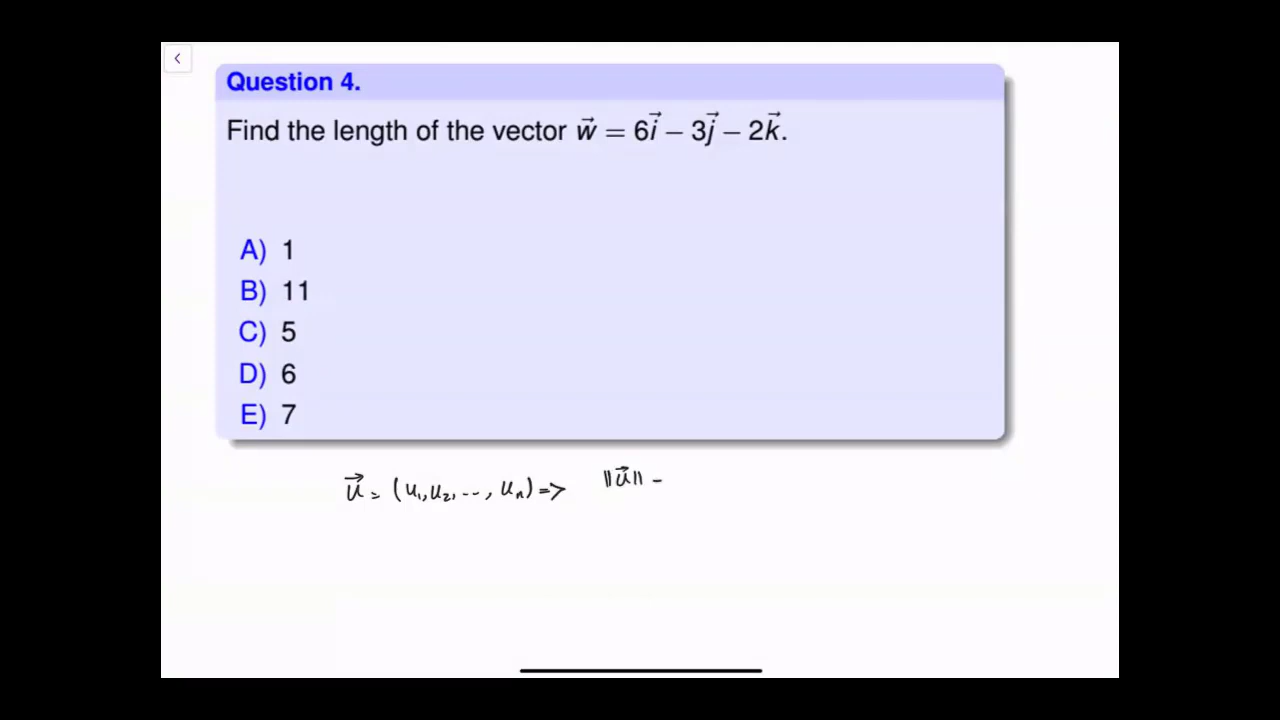 Question 4.
Find the length of the vector w⃗ = 6i⃗ − 3j⃗ − 2k⃗.
A) 1
B) 11
C) 5
D) 6
E) 7
u⃗ = (u₁, u₂, ..., uₙ) => ‖u⃗‖ =